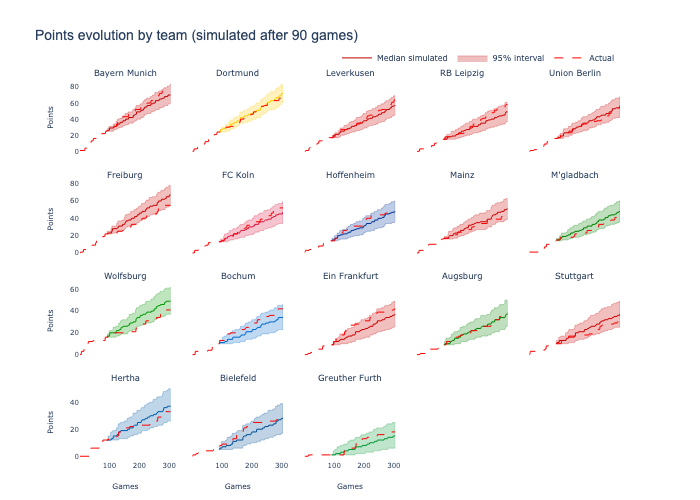 Points evolution by team (simulated after 90 games)
Median simulated 95% interval Actual
Bayern Munich Dortmund Leverkusen RB Leipzig Union Berlin
80
60
40
20
0
Points
Freiburg FC Koln Hoffenheim Mainz M'gladbach
80
60
40
20
0
Points
Wolfsburg Bochum Ein Frankfurt Augsburg Stuttgart
60
40
20
0
Points
Hertha Bielefeld Greuther Furth
40
20
0
Points
100 200 300 100 200 300 100 200 300
Games Games Games